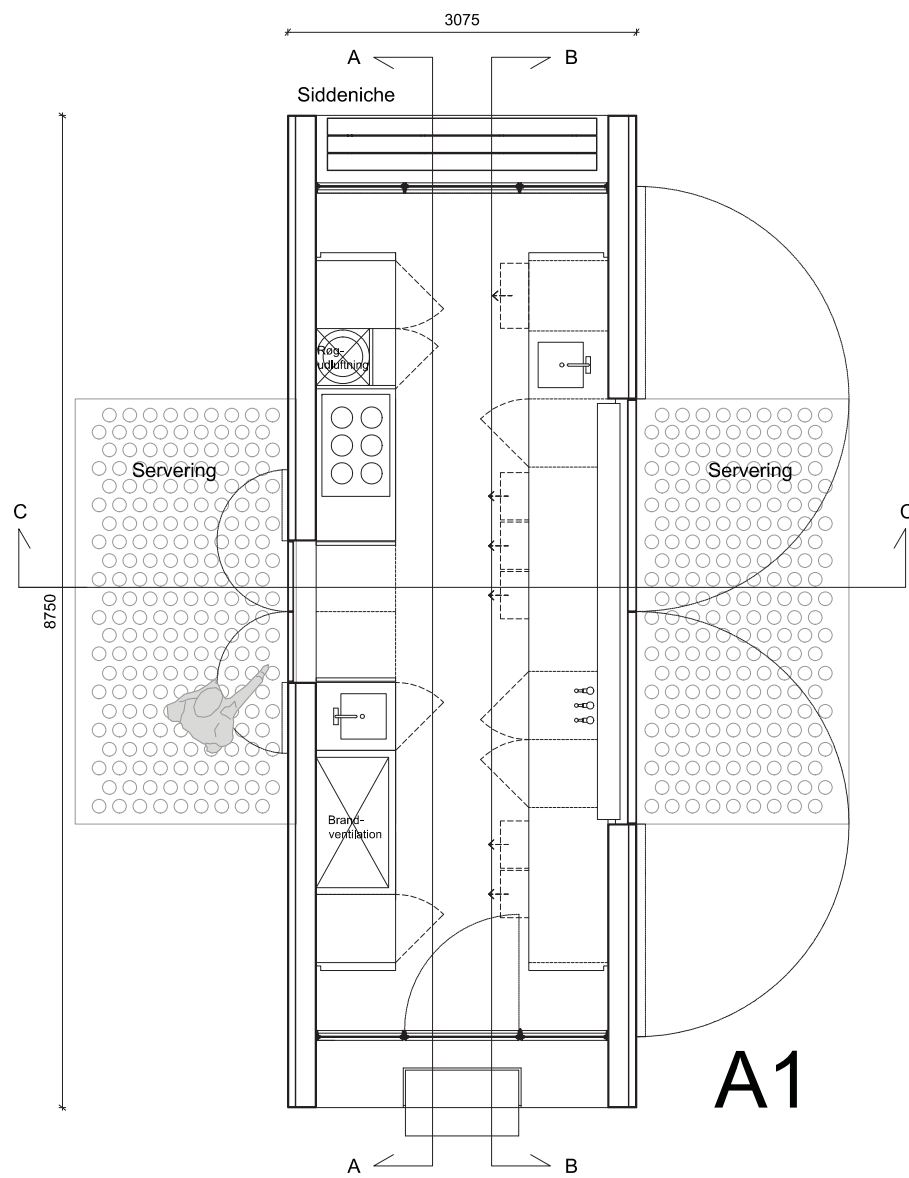 3075
A
B
Siddeniche
Røg-
udluftning
Servering
Servering
C
C
8750
Brand-
ventilation
A1
A
B